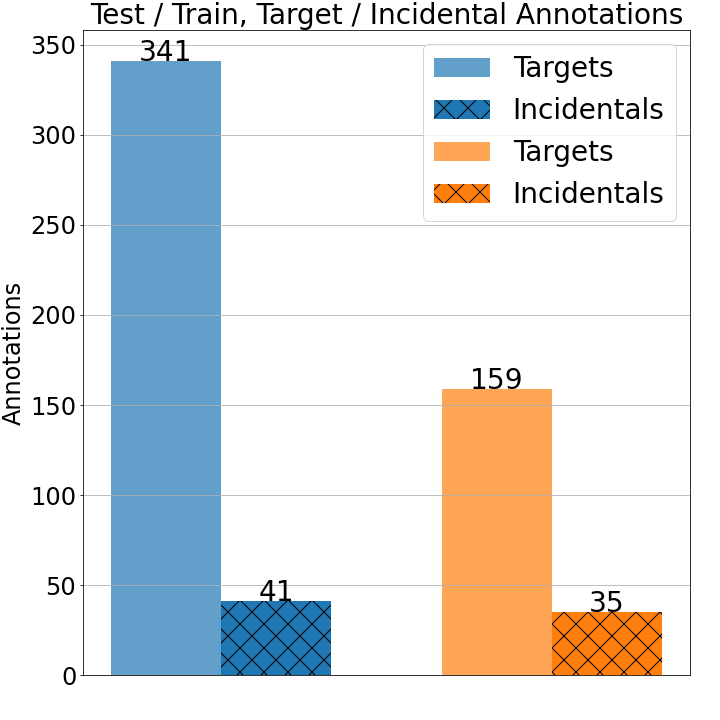 Test / Train, Target / Incidental Annotations
350
300
250
200
150
100
50
0
Annotations
341
41
159
35
Targets
Incidentals
Targets
Incidentals